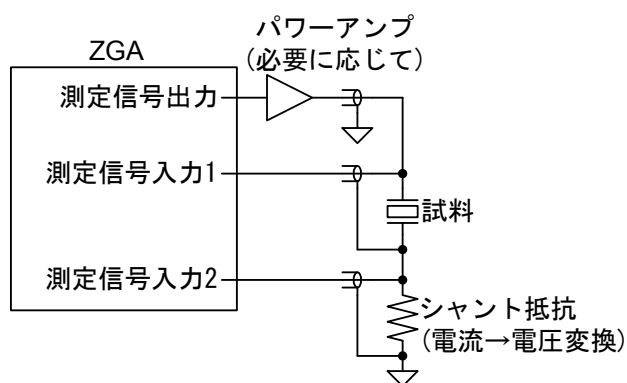 パワーアンプ
(必要に応じて)
ZGA
測定信号出力
測定信号入力1
試料
測定信号入力2
シャント抵抗
(電流→電圧変換)